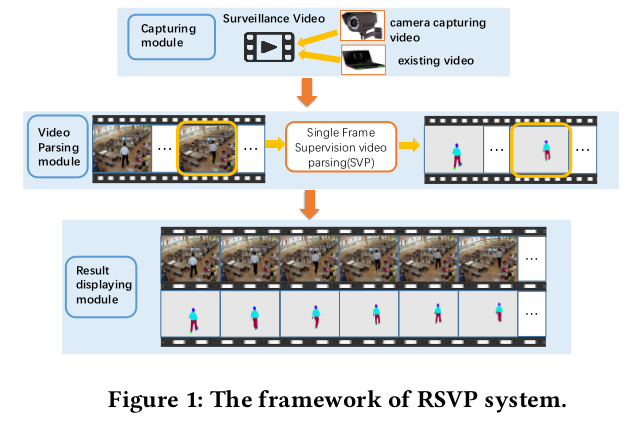 Capturing
module
Surveillance Video
camera capturing
video
existing video
Video
Parsing
module
...
...
Single Frame
Supervision video
parsing(SVP)
...
...
Result
displaying
module
...
...
Figure 1: The framework of RSVP system.